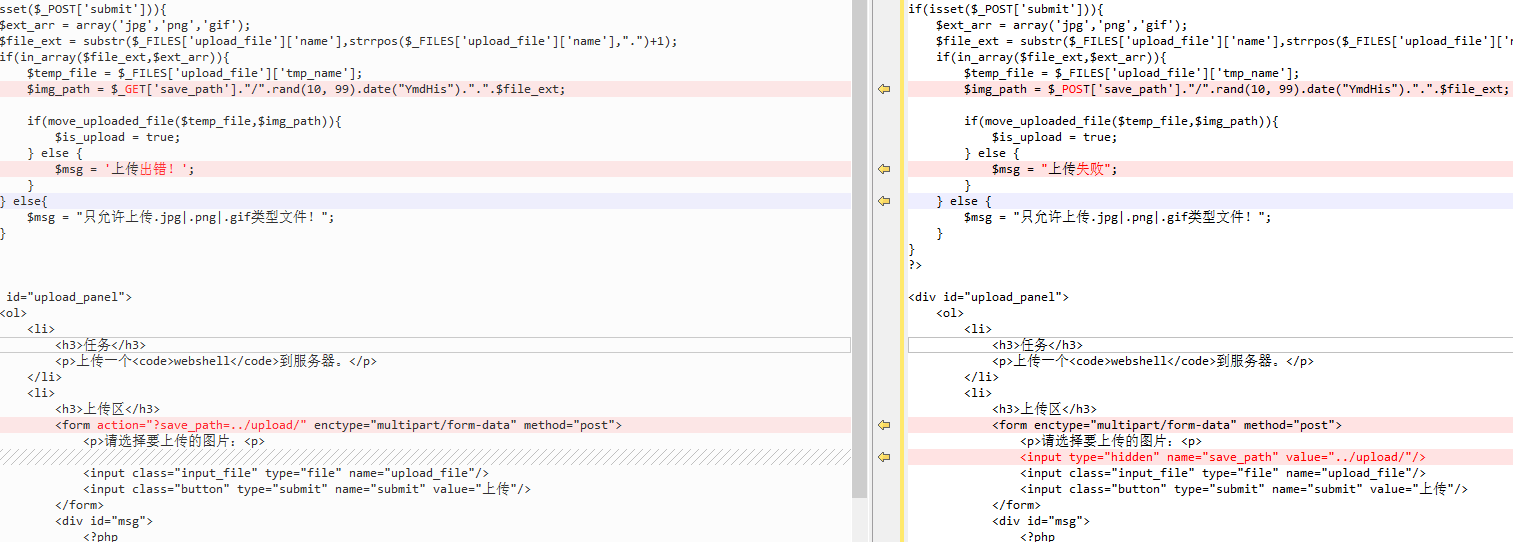 sset($_POST['submit'])){
$ext_arr = array('jpg','png','gif');
$file_ext = substr($_FILES['upload_file']['name'],strrpos($_FILES['upload_file']['name'],".")+1);
if(in_array($file_ext,$ext_arr)){
$temp_file = $_FILES['upload_file']['tmp_name'];
$img_path = $_GET['save_path']."/".rand(10, 99).date("YmdHis").".".$file_ext;
if(move_uploaded_file($temp_file,$img_path)){
$is_upload = true;
} else {
$msg = '上传出错！';
}
} else{
$msg = "只允许上传.jpg|.png|.gif类型文件！";
}
id="upload_panel">
<ol>
<li>
<h3>任务</h3>
<p>上传一个<code>webshell</code>到服务器。</p>
</li>
<li>
<h3>上传区</h3>
<form action="?save_path=../upload/" enctype="multipart/form-data" method="post">
<p>请选择要上传的图片：<p>
<input class="input_file" type="file" name="upload_file"/>
<input class="button" type="submit" name="submit" value="上传"/>
</form>
<div id="msg">
<?php
if(isset($_POST['submit'])){
$ext_arr = array('jpg','png','gif');
$file_ext = substr($_FILES['upload_file']['name'],strrpos($_FILES['upload_file']['n
if(in_array($file_ext,$ext_arr)){
$temp_file = $_FILES['upload_file']['tmp_name'];
$img_path = $_POST['save_path']."/".rand(10, 99).date("YmdHis").".".$file_ext;
if(move_uploaded_file($temp_file,$img_path)){
$is_upload = true;
} else {
$msg = "上传失败";
}
} else {
$msg = "只允许上传.jpg|.png|.gif类型文件！";
}
}
?>
<div id="upload_panel">
<ol>
<li>
<h3>任务</h3>
<p>上传一个<code>webshell</code>到服务器。</p>
</li>
<li>
<h3>上传区</h3>
<form enctype="multipart/form-data" method="post">
<p>请选择要上传的图片：<p>
<input type="hidden" name="save_path" value="../upload/"/>
<input class="input_file" type="file" name="upload_file"/>
<input class="button" type="submit" name="submit" value="上传"/>
</form>
<div id="msg">
<?php